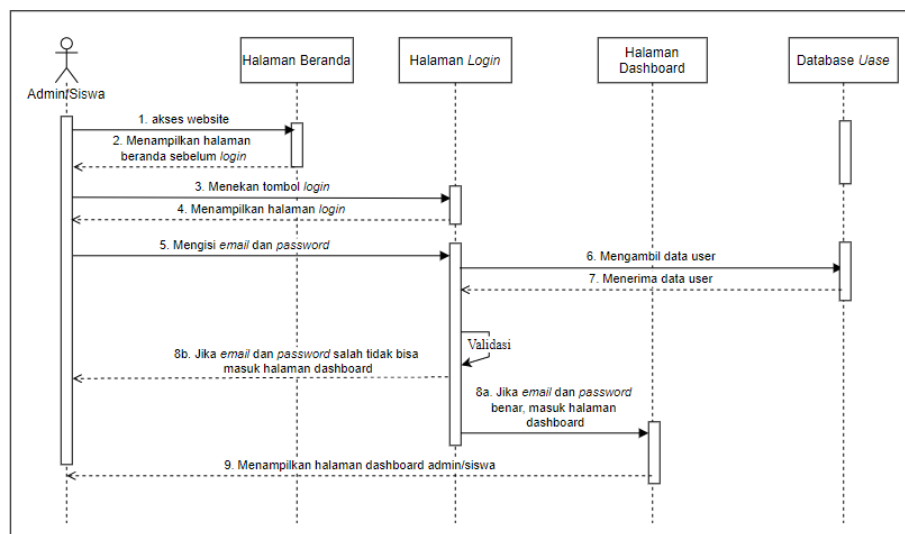 Halaman Beranda
Halaman Login
Halaman
Dashboard
Database Uase
Admin/Siswa
1. akses website
2. Menampilkan halaman
beranda sebelum login
3. Menekan tombol login
4. Menampilkan halaman login
5. Mengisi email dan password
6. Mengambil data user
7. Menerima data user
Validasi
8b. Jika email dan password salah tidak bisa
masuk halaman dashboard
8a. Jika email dan password
benar, masuk halaman
dashboard
9. Menampilkan halaman dashboard admin/siswa